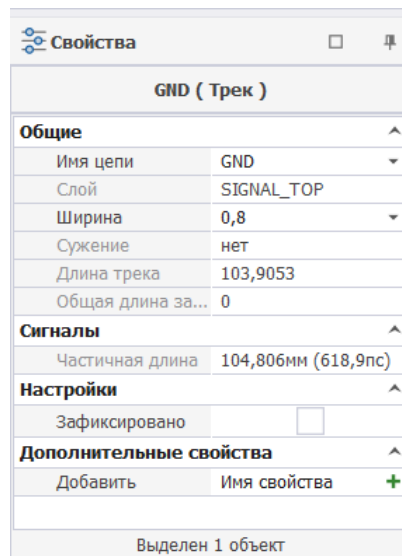 Свойства
GND ( Трек )
Общие
Имя цепи GND
Слой SIGNAL_TOP
Ширина 0,8
Сужение нет
Длина трека 103,9053
Общая длина за... 0
Сигналы
Частичная длина 104,806мм (618,9пс)
Настройки
Зафиксировано
Дополнительные свойства
Добавить Имя свойства
Выделен 1 объект